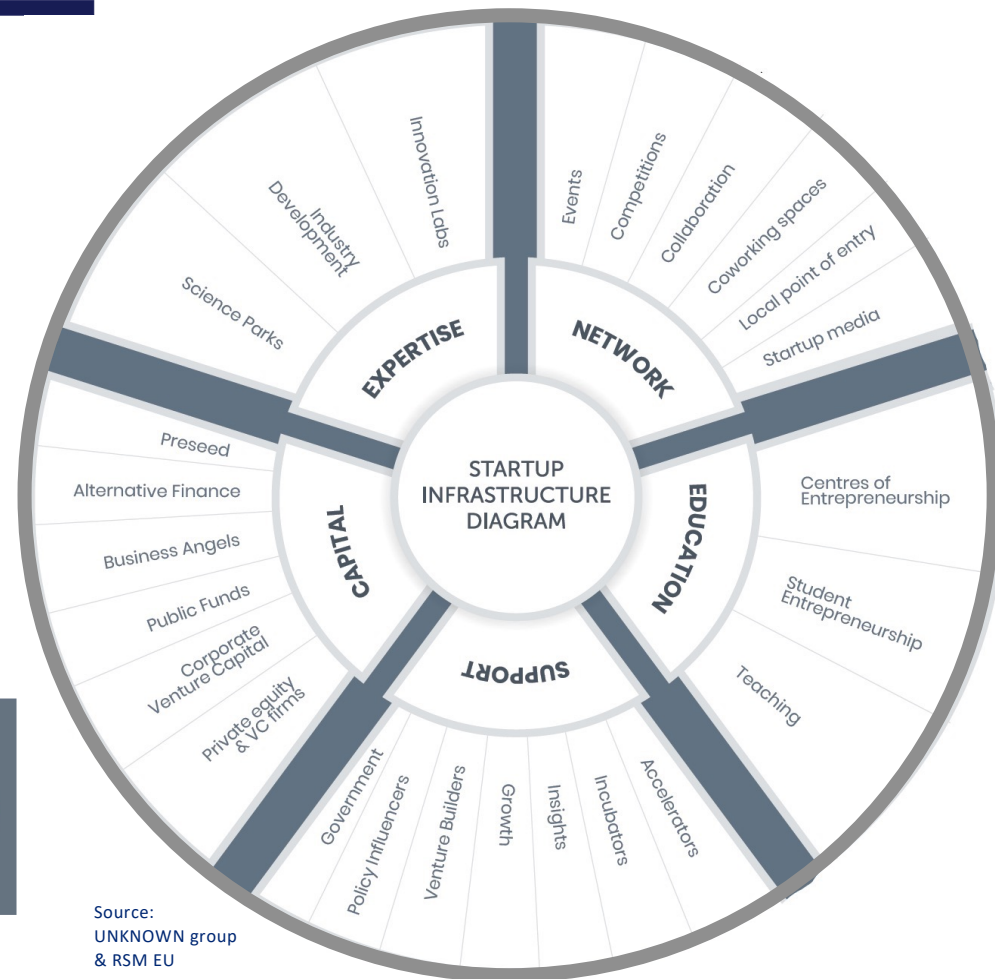 STARTUP
INFRASTRUCTURE
DIAGRAM
EXPERTISE
Science Parks
Industry
Development
Innovation Labs
NETWORK
Events
Competitions
Collaboration
Coworking spaces
Local point of entry
Startup media
EDUCATION
Centres of
Entrepreneurship
Student
Entrepreneurship
Teaching
SUPPORT
Accelerators
Incubators
Insights
Growth
Venture Builders
Policy Influencers
Government
CAPITAL
Private equity
& VC firms
Corporate
Venture Capital
Public Funds
Business Angels
Alternative Finance
Preseed
Source:
UNKNOWN group
& RSM EU